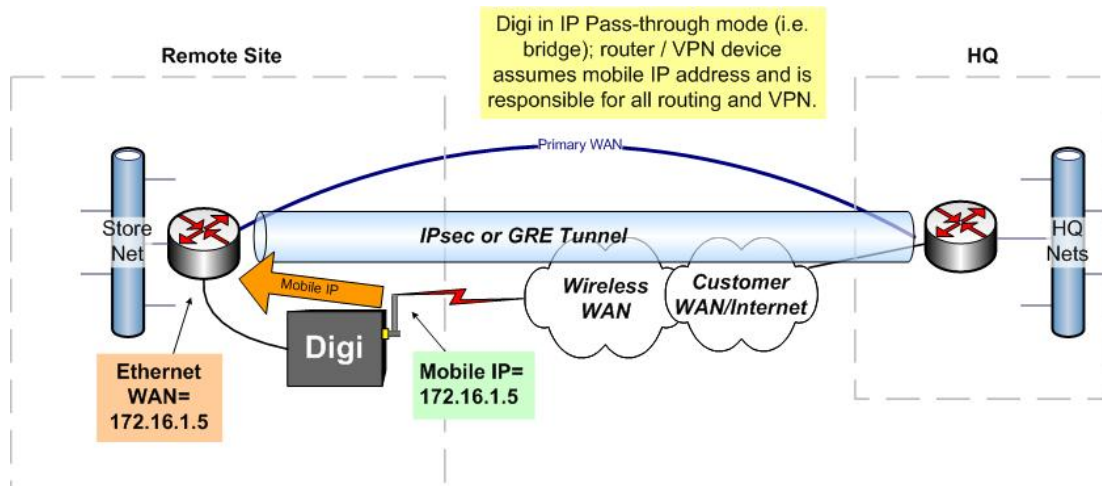 Digi in IP Pass-through mode (i.e.
bridge); router / VPN device
assumes mobile IP address and is
responsible for all routing and VPN.
Remote Site
HQ
Primary WAN
Store
Net
IPsec or GRE Tunnel
HQ
Nets
Mobile IP
Wireless
WAN
Customer
WAN/Internet
Digi
Ethernet
WAN=
172.16.1.5
Mobile IP=
172.16.1.5